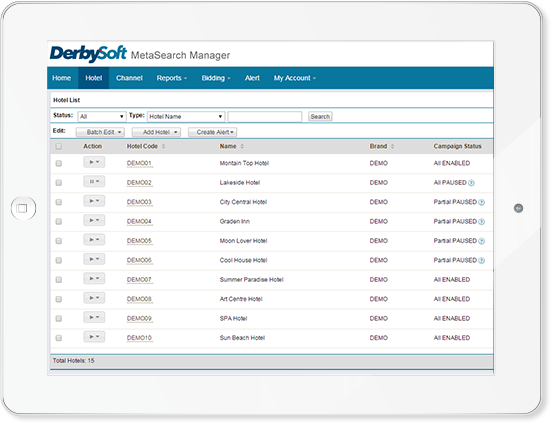 DerbySoft MetaSearch Manager
Home Hotel Channel Reports Bidding Alert My Account
Hotel List
Status: All Type: Hotel Name Search
Edit: Batch Edit Add Hotel Create Alert
Action Hotel Code Name Brand Campaign Status
DEMO01 Montain Top Hotel DEMO All ENABLED
DEMO02 Lakeside Hotel DEMO All PAUSED ?
DEMO03 City Central Hotel DEMO Partial PAUSED ?
DEMO04 Graden Inn DEMO Partial PAUSED ?
DEMO05 Moon Lover Hotel DEMO Partial PAUSED ?
DEMO06 Cool House Hotel DEMO Partial PAUSED ?
DEMO07 Summer Paradise Hotel DEMO All ENABLED
DEMO08 Art Centre Hotel DEMO All ENABLED
DEMO09 SPA Hotel DEMO All ENABLED
DEMO10 Sun Beach Hotel DEMO All ENABLED
Total Hotels: 15